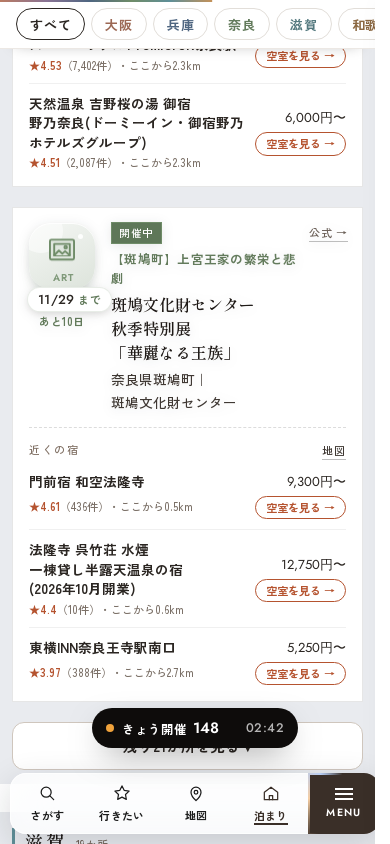 すべて
大阪
兵庫
奈良
滋賀
和歌
★4.53（7,402件）・ここから2.3km
空室を見る →
天然温泉 吉野桜の湯 御宿
野乃奈良(ドーミーイン・御宿野乃
ホテルズグループ)
★4.51（2,087件）・ここから2.3km
6,000円〜
空室を見る →
ART
11/29 まで
あと10日
開催中
公式 →
【斑鳩町】上宮王家の繁栄と悲
劇
斑鳩文化財センター
秋季特別展
「華麗なる王族」
奈良県斑鳩町｜
斑鳩文化財センター
近くの宿
地図
門前宿 和空法隆寺
★4.61（436件）・ここから0.5km
9,300円〜
空室を見る →
法隆寺 呉竹荘 水煙
一棟貸し半露天温泉の宿
(2026年10月開業)
★4.4（10件）・ここから0.6km
12,750円〜
空室を見る →
東横INN奈良王寺駅南口
★3.97（388件）・ここから2.7km
5,250円〜
空室を見る →
きょう開催 148 02:42
さがす
行きたい
地図
泊まり
MENU
滋賀